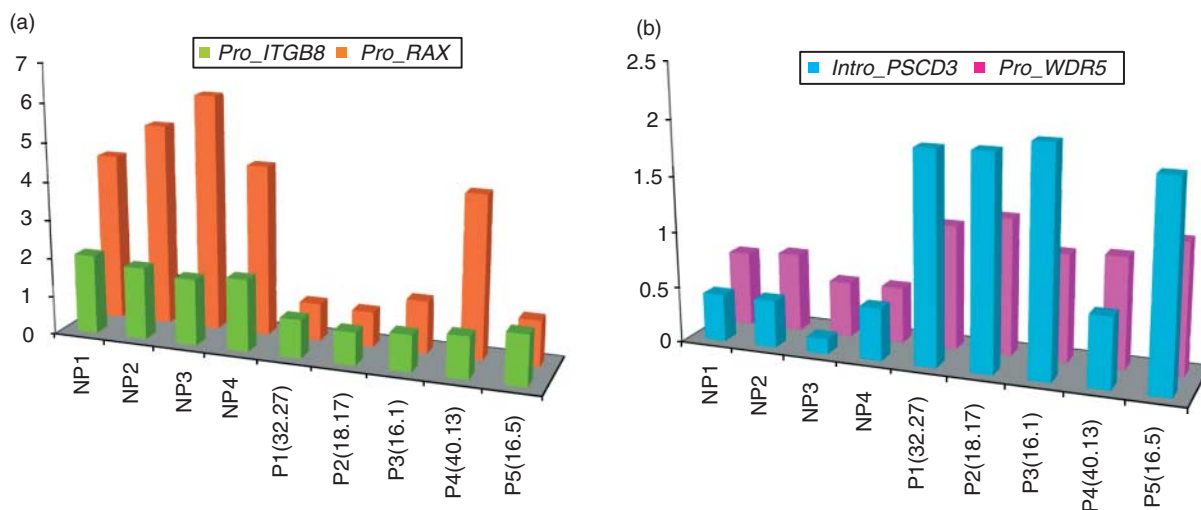 (a)
Pro_ITGB8 Pro_RAX
7
6
5
4
3
2
1
0
NP1
NP2
NP3
NP4
P1(32.27)
P2(18.17)
P3(16.1)
P4(40.13)
P5(16.5)
(b)
Intro_PSCD3 Pro_WDR5
2.5
2
1.5
1
0.5
0
NP1
NP2
NP3
NP4
P1(32.27)
P2(18.17)
P3(16.1)
P4(40.13)
P5(16.5)